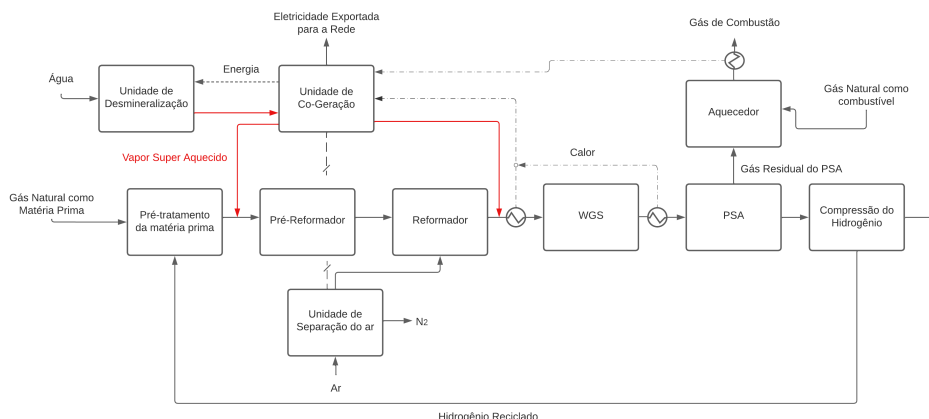 Eletricidade Exportada
para a Rede
Gás de Combustão
Água
Energia
Unidade de
Desmineralização
Unidade de
Co-Geração
Aquecedor
Gás Natural como
combustível
Vapor Super Aquecido
Calor
Gás Residual do PSA
Gás Natural como
Matéria Prima
Pré-tratamento
da matéria prima
Pré-Reformador
Reformador
WGS
PSA
Compressão do
Hidrogênio
Unidade de
Separação do ar
N2
Ar
Hidrogênio Reciclado